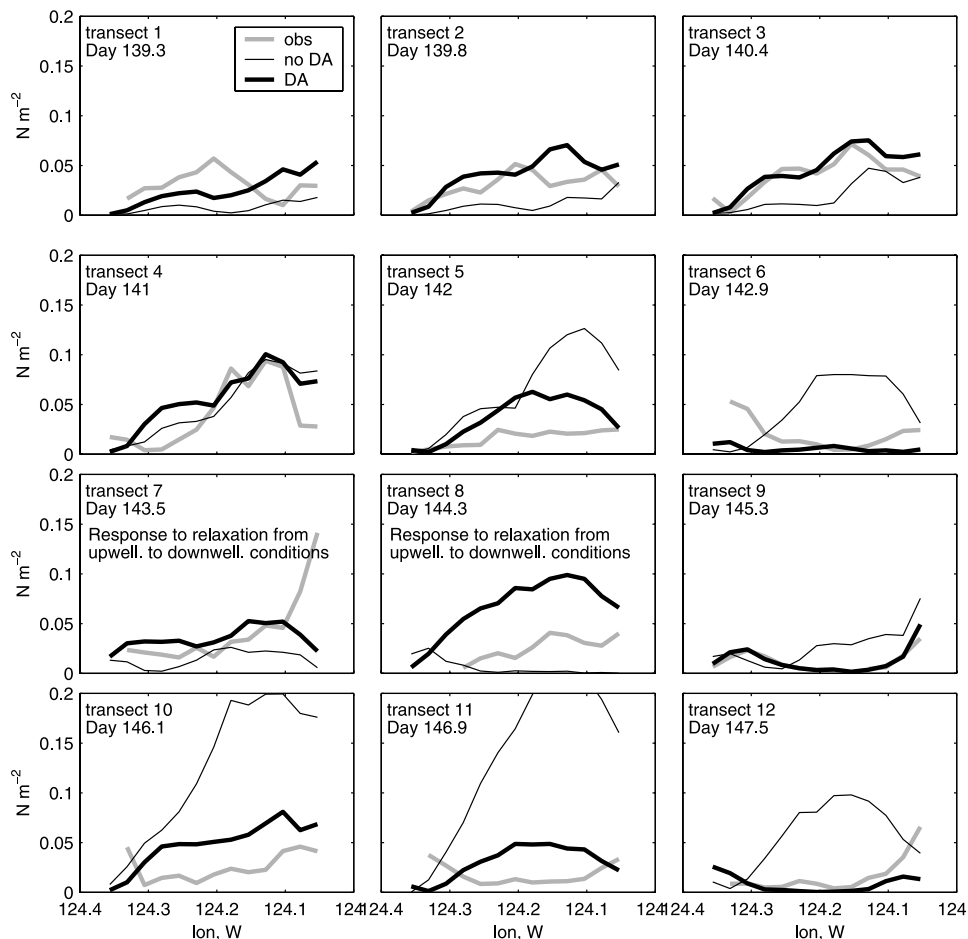 0.2
transect 1
Day 139.3
obs
no DA
DA
transect 2
Day 139.8
transect 3
Day 140.4
0.15
N m−2
0.1
0.05
0
0.2
transect 4
Day 141
transect 5
Day 142
transect 6
Day 142.9
0.15
N m−2
0.1
0.05
0
0.2
transect 7
Day 143.5
Response to relaxation from
upwell. to downwell. conditions
transect 8
Day 144.3
Response to relaxation from
upwell. to downwell. conditions
transect 9
Day 145.3
0.15
N m−2
0.1
0.05
0
0.2
transect 10
Day 146.1
transect 11
Day 146.9
transect 12
Day 147.5
0.15
N m−2
0.1
0.05
0
124.4 124.3 124.2 124.1 124
124.4 124.3 124.2 124.1 124
124.4 124.3 124.2 124.1 124
lon, W
lon, W
lon, W